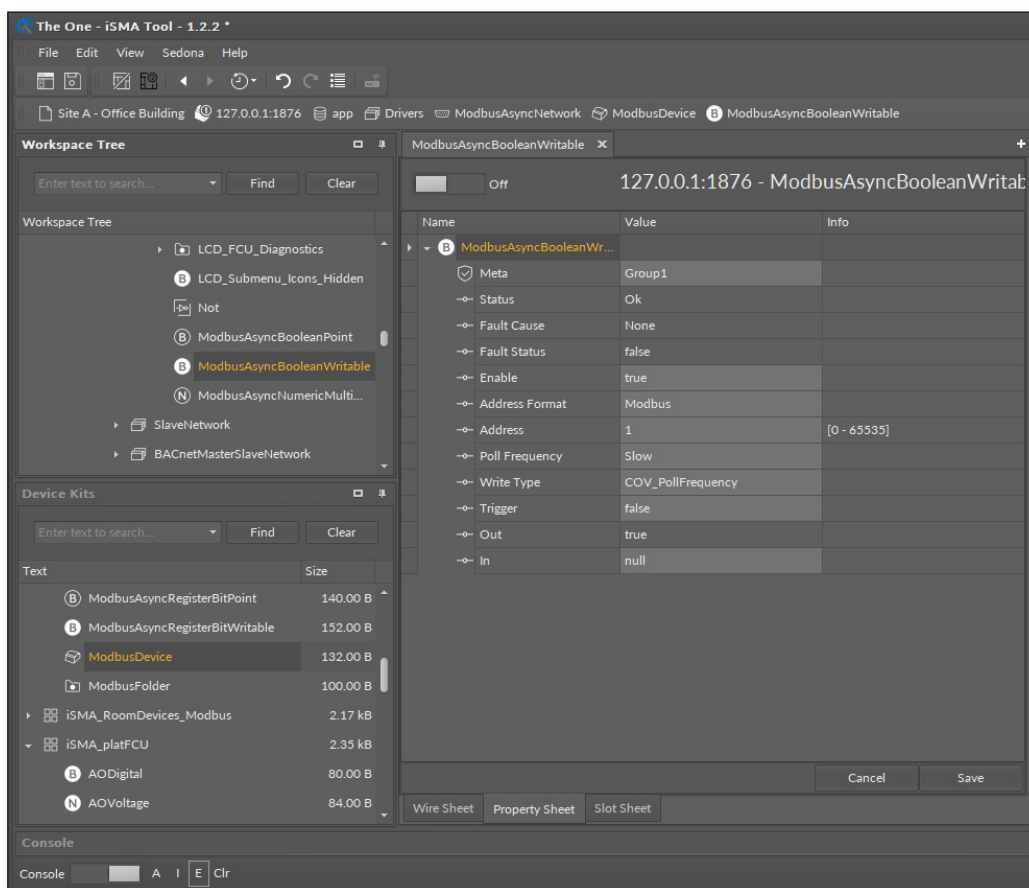 The One - iSMA Tool - 1.2.2 *
File Edit View Sedona Help
Site A - Office Building 127.0.0.1:1876 app Drivers ModbusAsyncNetwork ModbusDevice B ModbusAsyncBooleanWritable
Workspace Tree
Enter text to search... Find Clear
Workspace Tree
LCD_FCU_Diagnostics
B LCD_Submenu_Icons_Hidden
Not
B ModbusAsyncBooleanPoint
B ModbusAsyncBooleanWritable
N ModbusAsyncNumericMulti...
SlaveNetwork
BACnetMasterSlaveNetwork
Device Kits
Enter text to search... Find Clear
Text Size
B ModbusAsyncRegisterBitPoint 140.00 B
B ModbusAsyncRegisterBitWritable 152.00 B
ModbusDevice 132.00 B
ModbusFolder 100.00 B
iSMA_RoomDevices_Modbus 2.17 kB
iSMA_platFCU 2.35 kB
B AODigital 80.00 B
N AOVoltage 84.00 B
ModbusAsyncBooleanWritable
Off 127.0.0.1:1876 - ModbusAsyncBooleanWritab
Name Value Info
B ModbusAsyncBooleanWr...
Meta Group1
Status Ok
Fault Cause None
Fault Status false
Enable true
Address Format Modbus
Address 1 [0 - 65535]
Poll Frequency Slow
Write Type COV_PollFrequency
Trigger false
Out true
In null
Cancel Save
Wire Sheet Property Sheet Slot Sheet
Console
Console A I E Clr